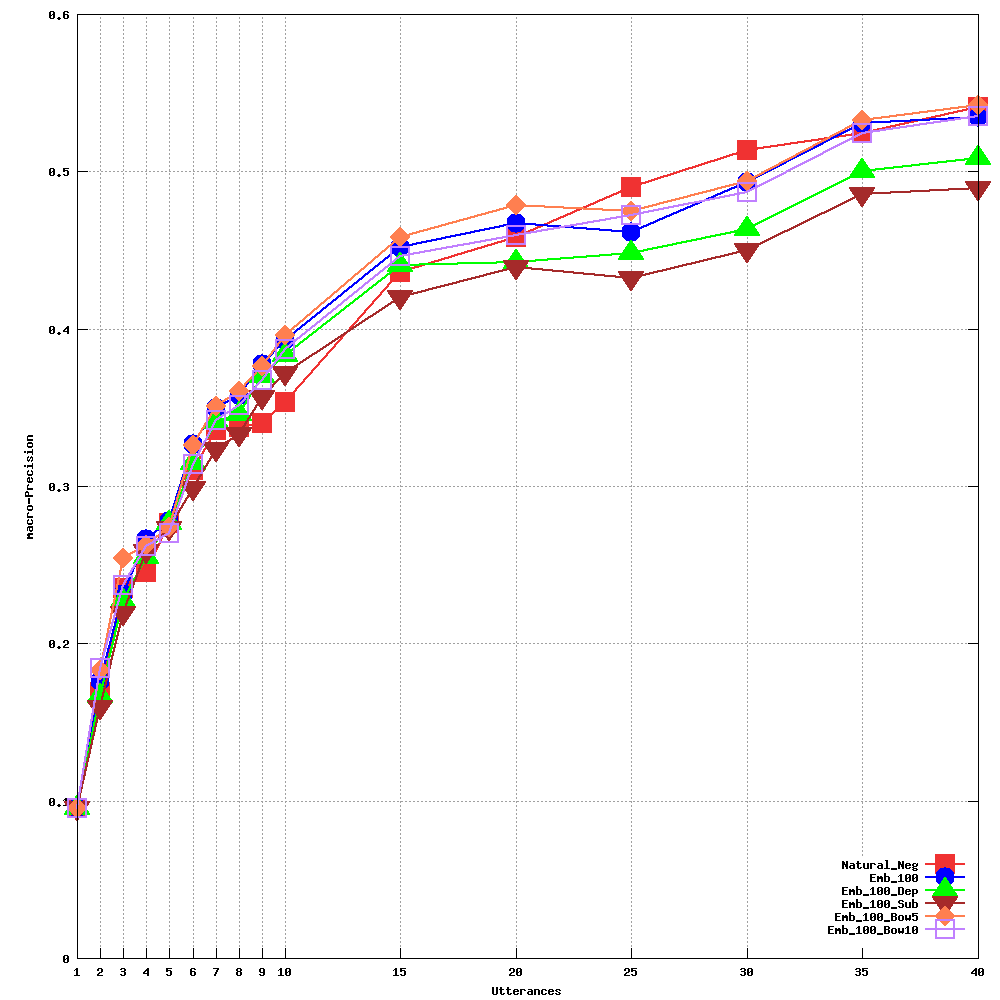 0.6
0.5
0.4
0.3
0.2
0.1
0
macro-Precision
1 2 3 4 5 6 7 8 9 10 15 20 25 30 35 40
Utterances
Natural_Neg
Emb_100
Emb_100_Dep
Emb_100_Sub
Emb_100_Bow5
Emb_100_Bow10